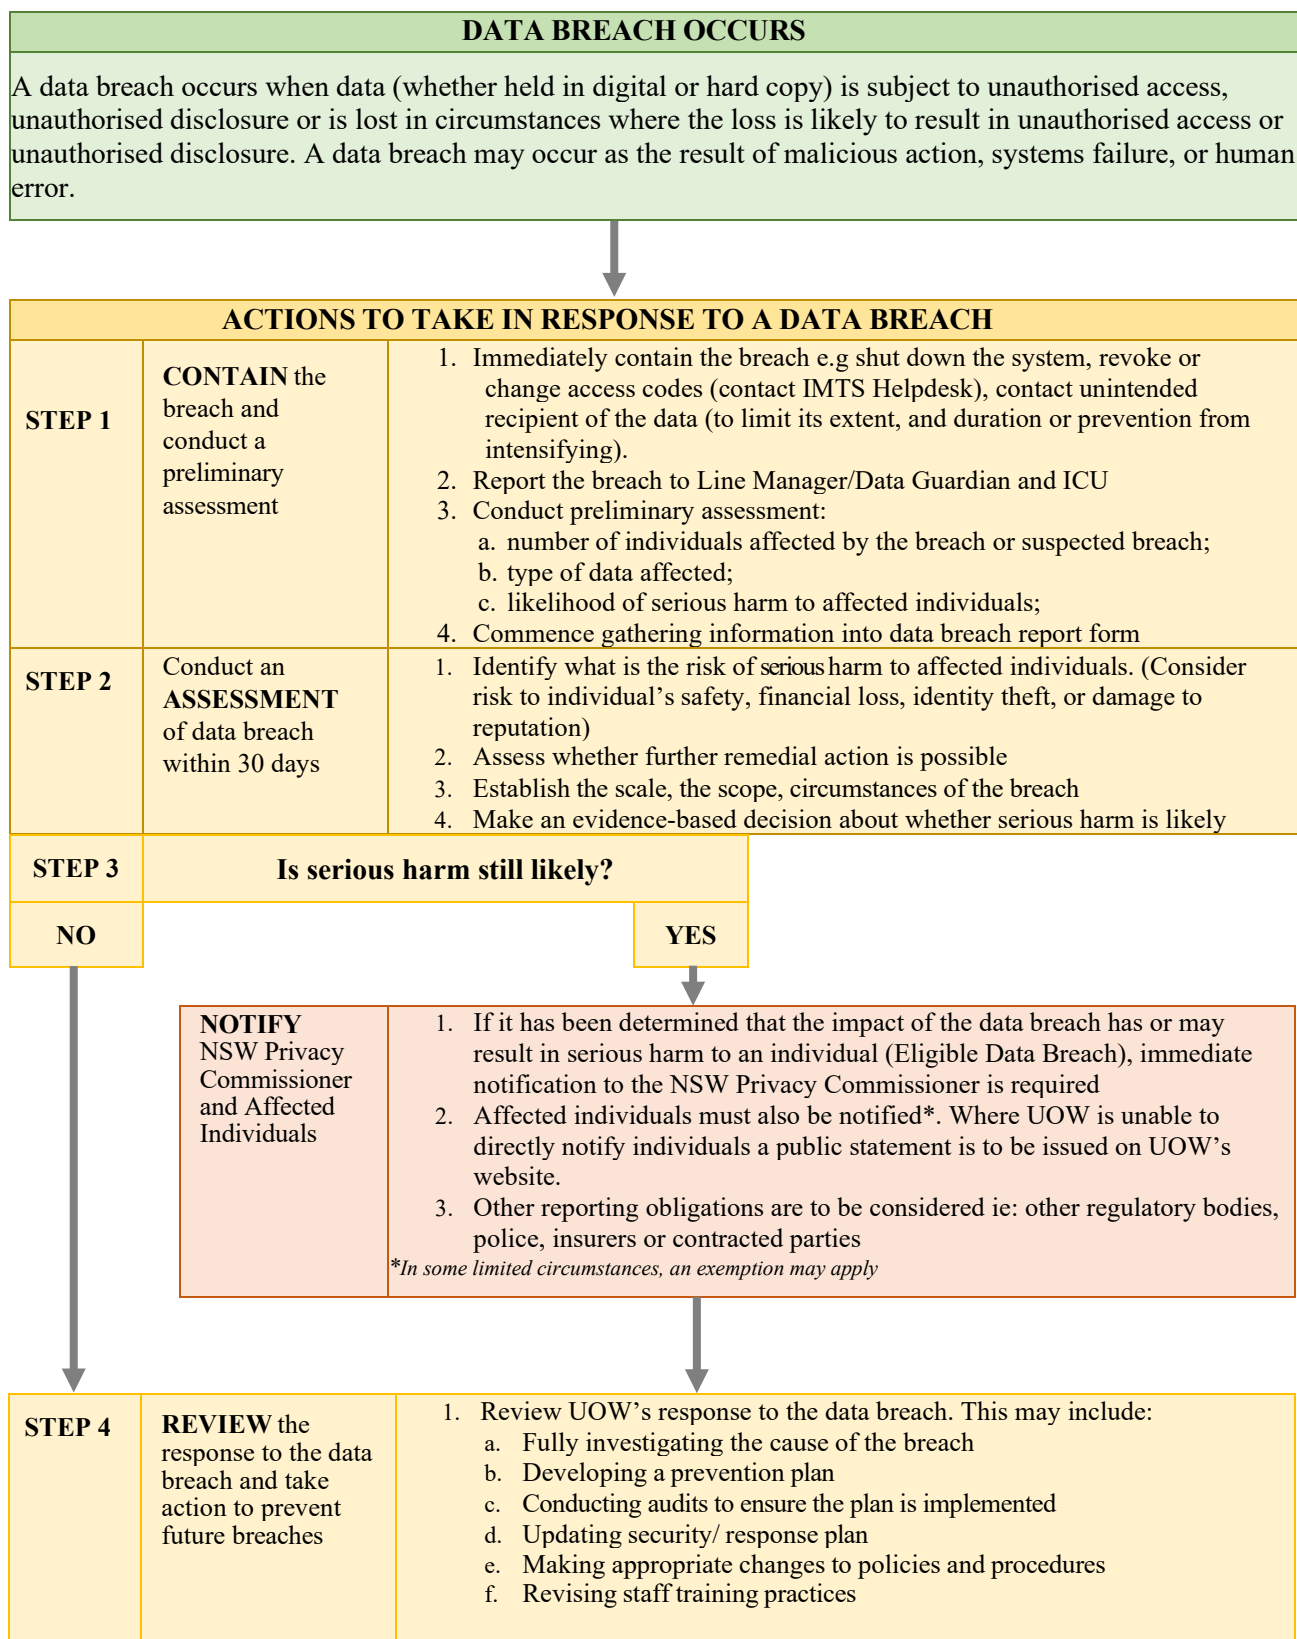 DATA BREACH OCCURS
A data breach occurs when data (whether held in digital or hard copy) is subject to unauthorised access,
unauthorised disclosure or is lost in circumstances where the loss is likely to result in unauthorised access or
unauthorised disclosure. A data breach may occur as the result of malicious action, systems failure, or human
error.
ACTIONS TO TAKE IN RESPONSE TO A DATA BREACH
STEP 1
CONTAIN the
breach and
conduct a
preliminary
assessment
1. Immediately contain the breach e.g shut down the system, revoke or
change access codes (contact IMTS Helpdesk), contact unintended
recipient of the data (to limit its extent, and duration or prevention from
intensifying).
2. Report the breach to Line Manager/Data Guardian and ICU
3. Conduct preliminary assessment:
a. number of individuals affected by the breach or suspected breach;
b. type of data affected;
c. likelihood of serious harm to affected individuals;
4. Commence gathering information into data breach report form
STEP 2
Conduct an
ASSESSMENT
of data breach
within 30 days
1. Identify what is the risk of serious harm to affected individuals. (Consider
risk to individual’s safety, financial loss, identity theft, or damage to
reputation)
2. Assess whether further remedial action is possible
3. Establish the scale, the scope, circumstances of the breach
4. Make an evidence-based decision about whether serious harm is likely
STEP 3
Is serious harm still likely?
NO
YES
NOTIFY
NSW Privacy
Commissioner
and Affected
Individuals
1. If it has been determined that the impact of the data breach has or may
result in serious harm to an individual (Eligible Data Breach), immediate
notification to the NSW Privacy Commissioner is required
2. Affected individuals must also be notified*. Where UOW is unable to
directly notify individuals a public statement is to be issued on UOW’s
website.
3. Other reporting obligations are to be considered ie: other regulatory bodies,
police, insurers or contracted parties
*In some limited circumstances, an exemption may apply
STEP 4
REVIEW the
response to the data
breach and take
action to prevent
future breaches
1. Review UOW’s response to the data breach. This may include:
a. Fully investigating the cause of the breach
b. Developing a prevention plan
c. Conducting audits to ensure the plan is implemented
d. Updating security/ response plan
e. Making appropriate changes to policies and procedures
f. Revising staff training practices